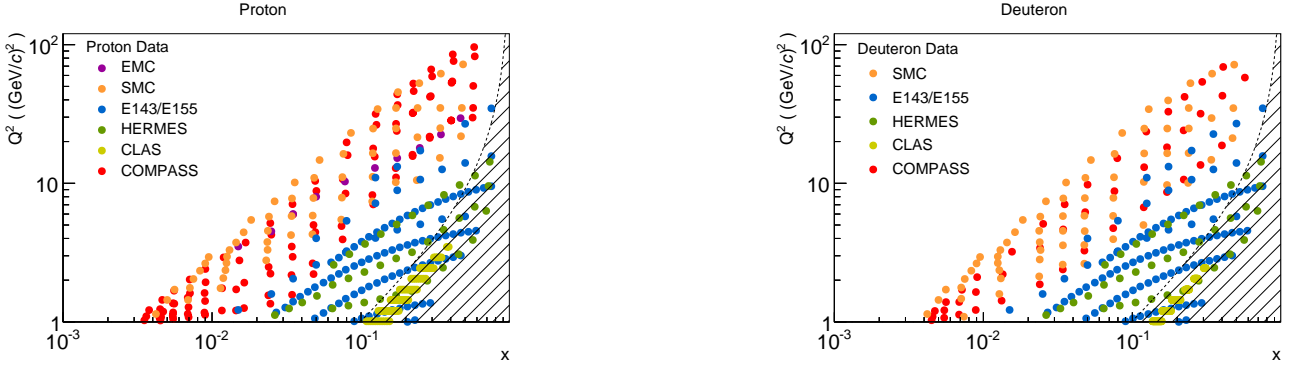 Proton
Q² ( (GeV/c)² )
10²
10
1
Proton Data
EMC
SMC
E143/E155
HERMES
CLAS
COMPASS
10⁻³
10⁻²
10⁻¹
x
Deuteron
Q² ( (GeV/c)² )
10²
10
1
Deuteron Data
SMC
E143/E155
HERMES
CLAS
COMPASS
10⁻³
10⁻²
10⁻¹
x